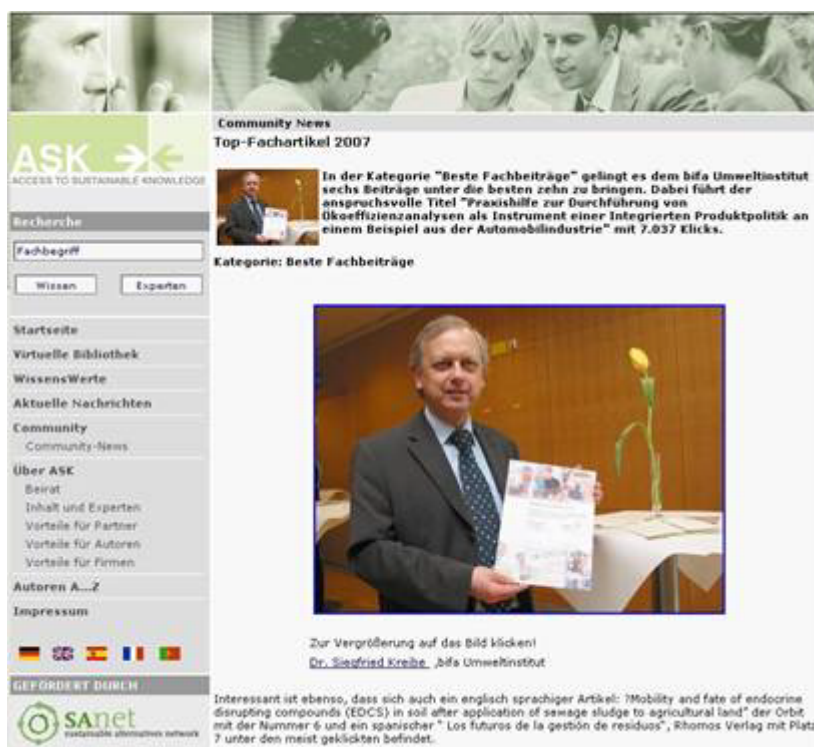 ASK
ACCESS TO SUSTAINABLE KNOWLEDGE
Recherche
Fachbegriff
Wissen Experten
Startseite
Virtuelle Bibliothek
WissensWerte
Aktuelle Nachrichten
Community
Community-News
Über ASK
Beirat
Inhalt und Experten
Vorteile für Partner
Vorteile für Autoren
Vorteile für Firmen
Autoren A...Z
Impressum
GEFÖRDERT DURCH
SAnet
sustainable alternatives network
Community News
Top-Fachartikel 2007
In der Kategorie "Beste Fachbeiträge" gelingt es dem bifa Umweltinstitut
sechs Beiträge unter die besten zehn zu bringen. Dabei führt der
anspruchsvolle Titel "Praxishilfe zur Durchführung von
Ökoeffizienzanalysen als Instrument einer Integrierten Produktpolitik an
einem Beispiel aus der Automobilindustrie" mit 7.037 Klicks.
Kategorie: Beste Fachbeiträge
Zur Vergrößerung auf das Bild klicken!
Dr. Siegfried Kreibe ,bifa Umweltinstitut
Interessant ist ebenso, dass sich auch ein englisch sprachiger Artikel: ?Mobility and fate of endocrine
disrupting compounds (EDCS) in soil after application of sewage sludge to agricultural land" der Orbit
mit der Nummer 6 und ein spanischer " Los futuros de la gestión de residuos", Rhomos Verlag mit Platz
7 unter den meist geklickten befindet.